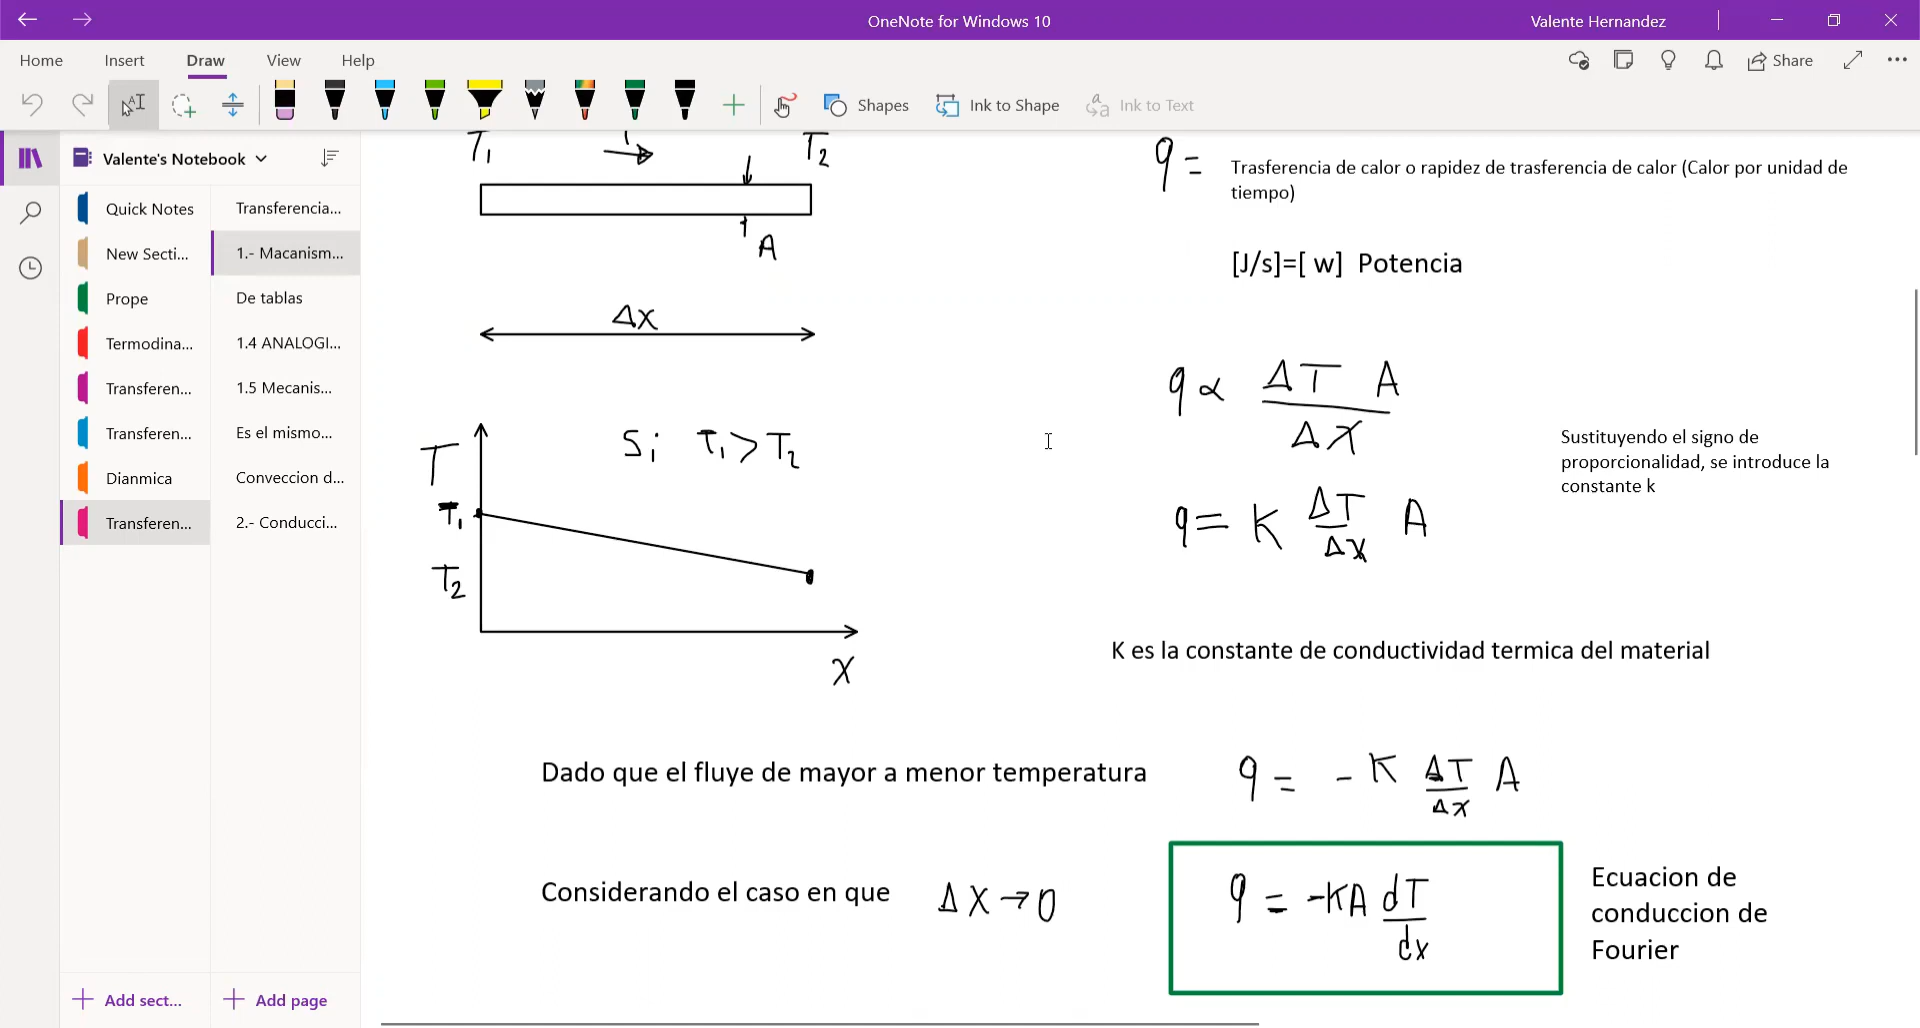 OneNote for Windows 10
Valente Hernandez
Home Insert Draw View Help
Share
Shapes
Ink to Shape
Ink to Text
Valente's Notebook
Quick Notes
New Secti...
Prope
Termodina...
Transferen...
Transferen...
Dianmica
Transferen...
Add sect...
Transferencia...
1.- Macanism...
De tablas
1.4 ANALOGI...
1.5 Mecanis...
Es el mismo...
Conveccion d...
2.- Conducci...
Add page
T₁ T₂
A
ΔX
T
Si T₁ > T₂
T₁
T₂
X
q = Trasferencia de calor o rapidez de trasferencia de calor (Calor por unidad de
tiempo)
[J/s]=[ w] Potencia
q ∝ ΔT A / ΔX
Sustituyendo el signo de
proporcionalidad, se introduce la
constante k
q = K ΔT/ΔX A
K es la constante de conductividad termica del material
Dado que el fluye de mayor a menor temperatura q = -K ΔT/ΔX A
Considerando el caso en que ΔX → 0
q = -KA dT/dx
Ecuacion de
conduccion de
Fourier